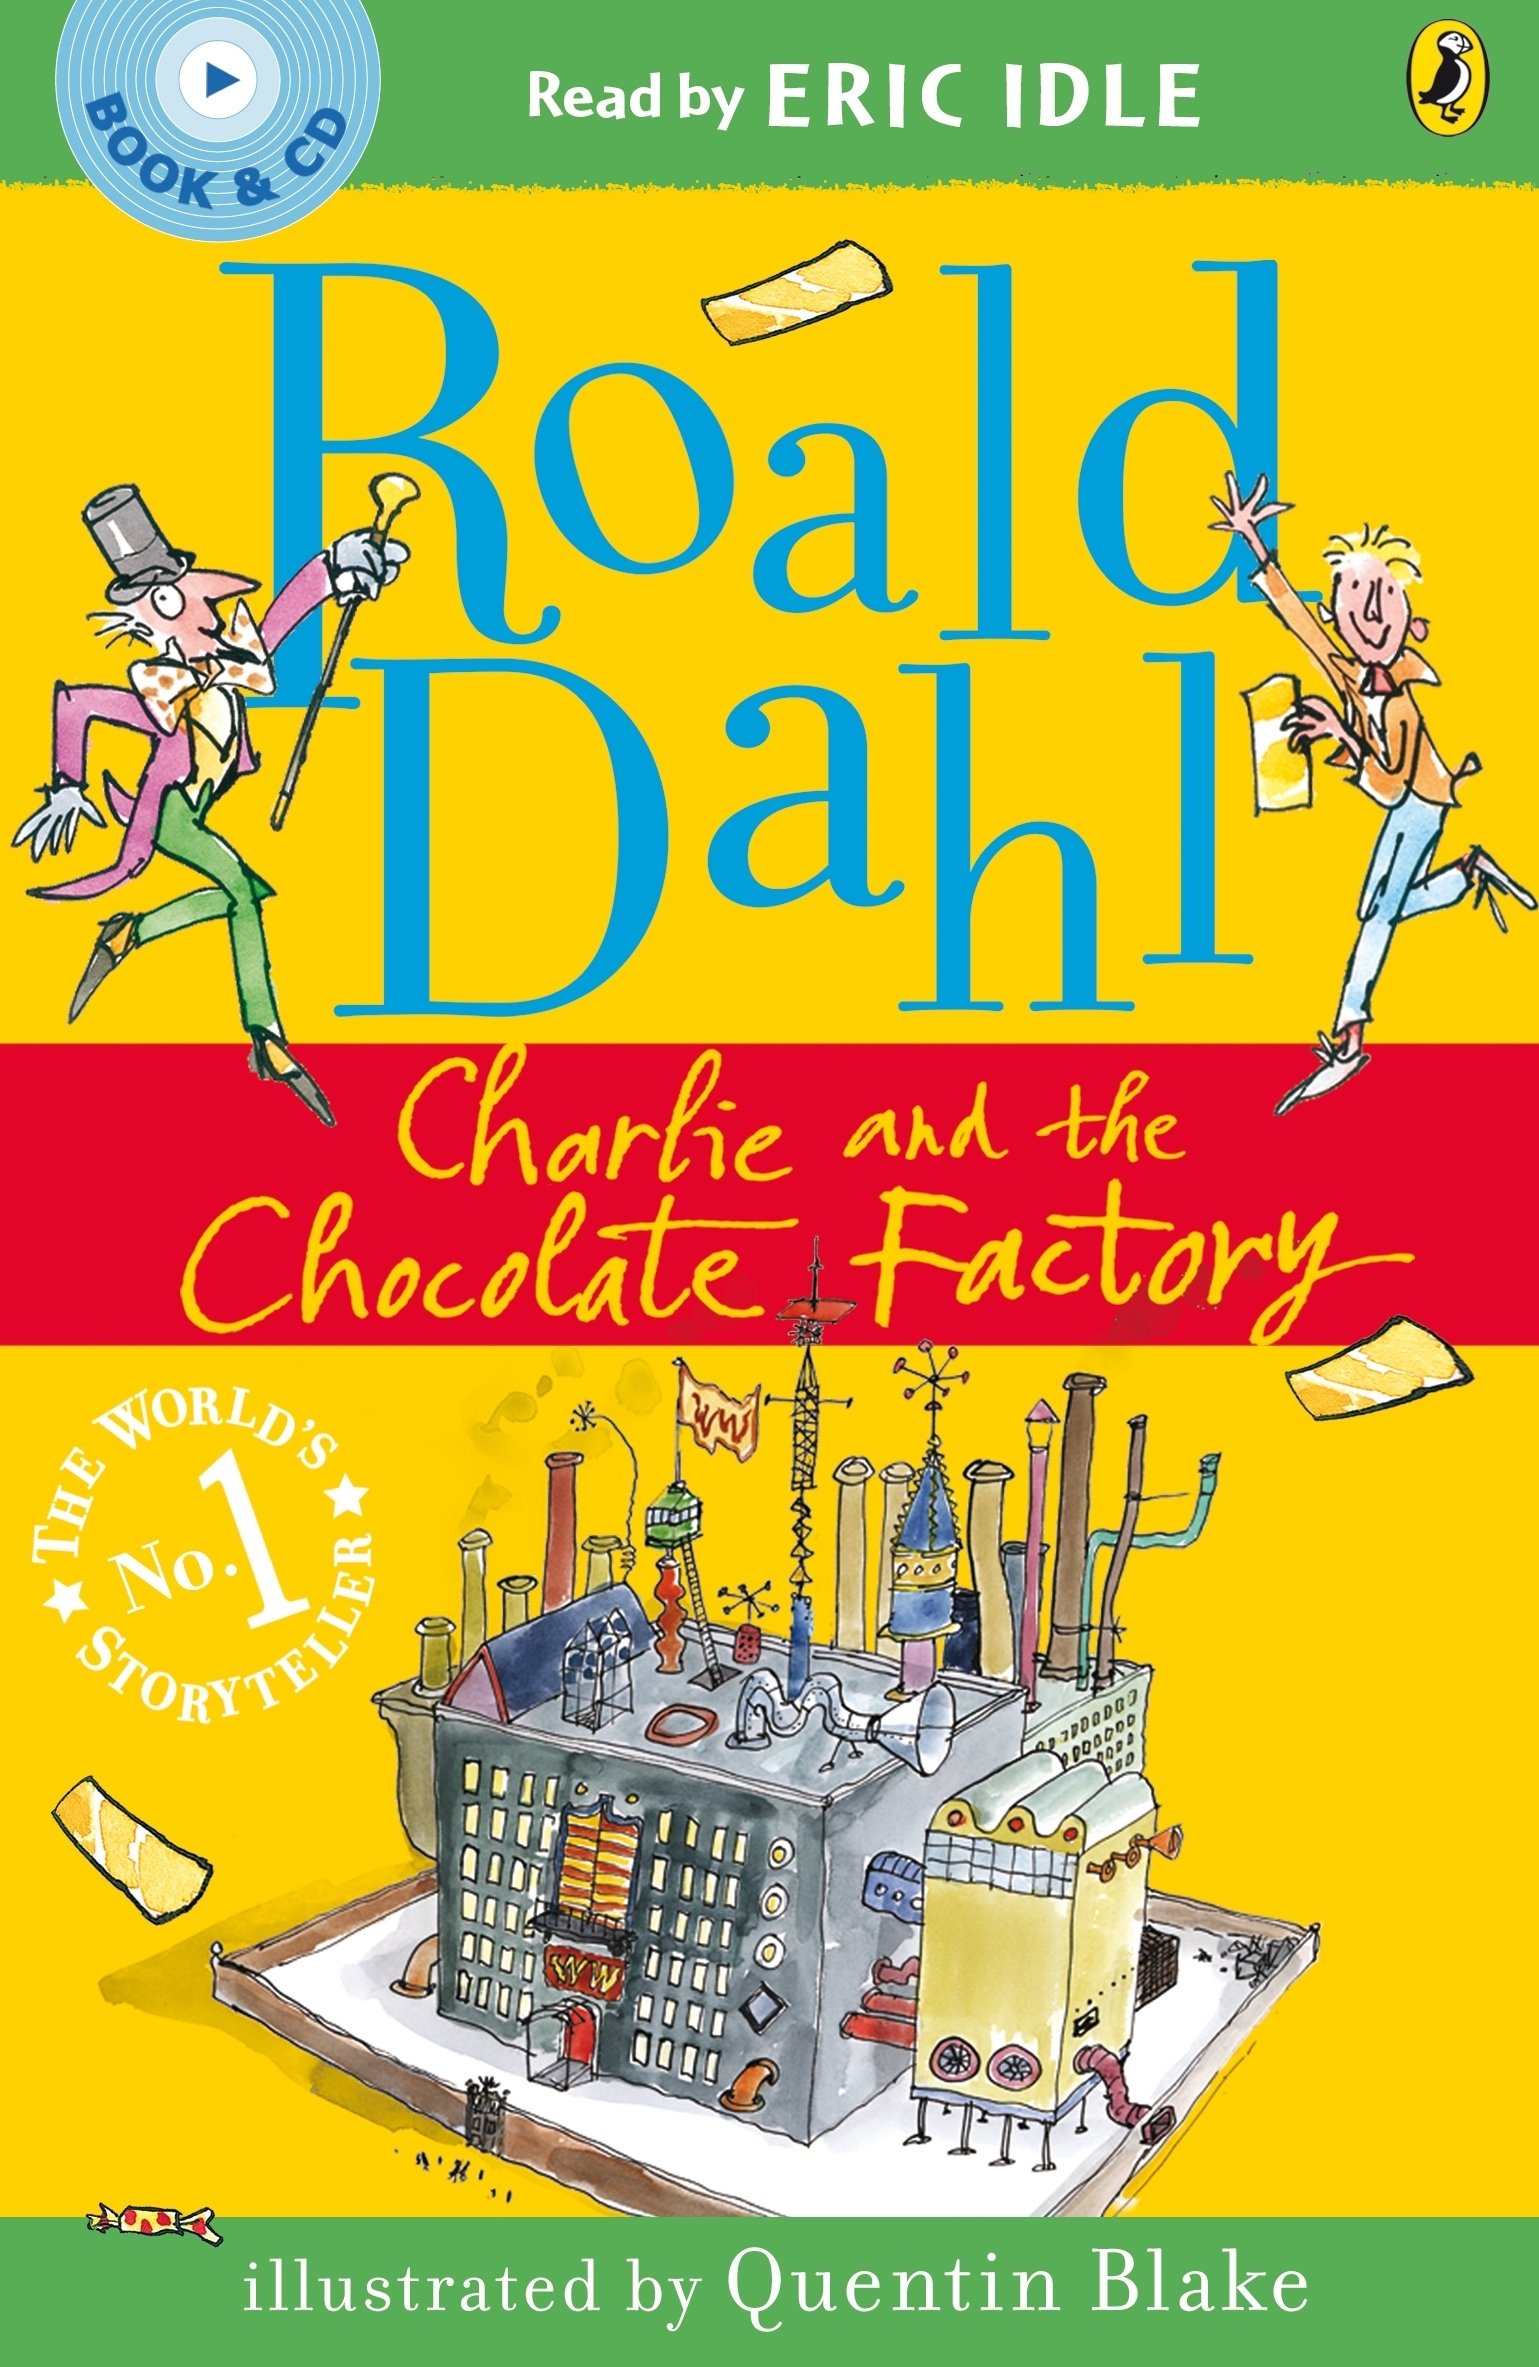 BOOK & CD
Read by ERIC IDLE
Roald
Dahl
Charlie and the
Chocolate Factory
THE WORLD'S
No.1
STORYTELLER
WW
WW
illustrated by Quentin Blake